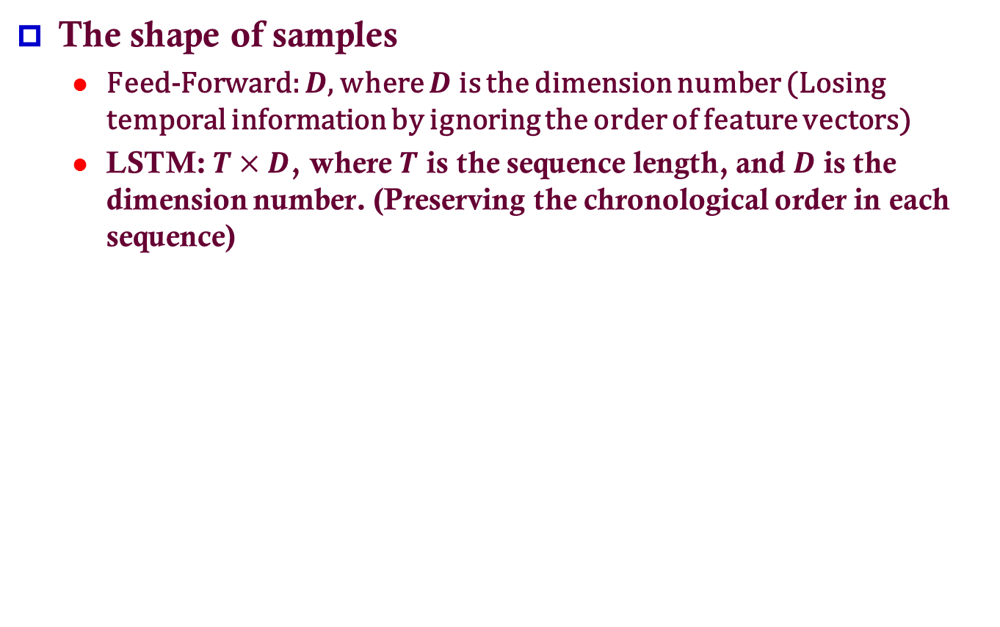 The shape of samples
Feed-Forward: D, where D is the dimension number (Losing
temporal information by ignoring the order of feature vectors)
LSTM: T × D, where T is the sequence length, and D is the
dimension number. (Preserving the chronological order in each
sequence)